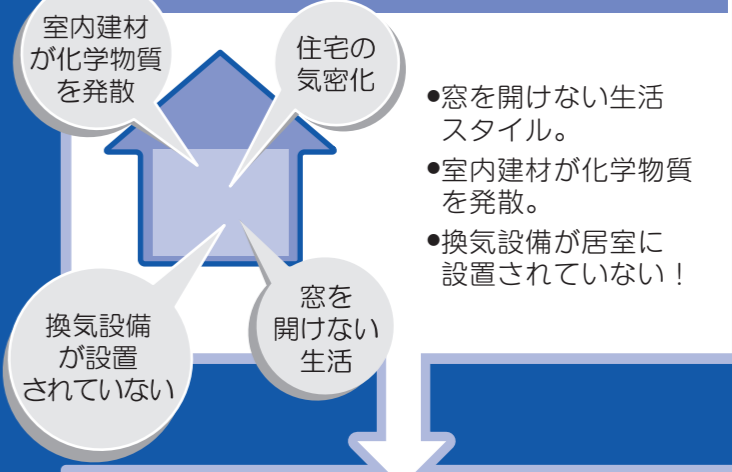 室内建材
が化学物質
を発散
住宅の
気密化
換気設備
が設置
されていない
窓を
開けない
生活
●窓を開けない生活
スタイル。
●室内建材が化学物質
を発散。
●換気設備が居室に
設置されていない！